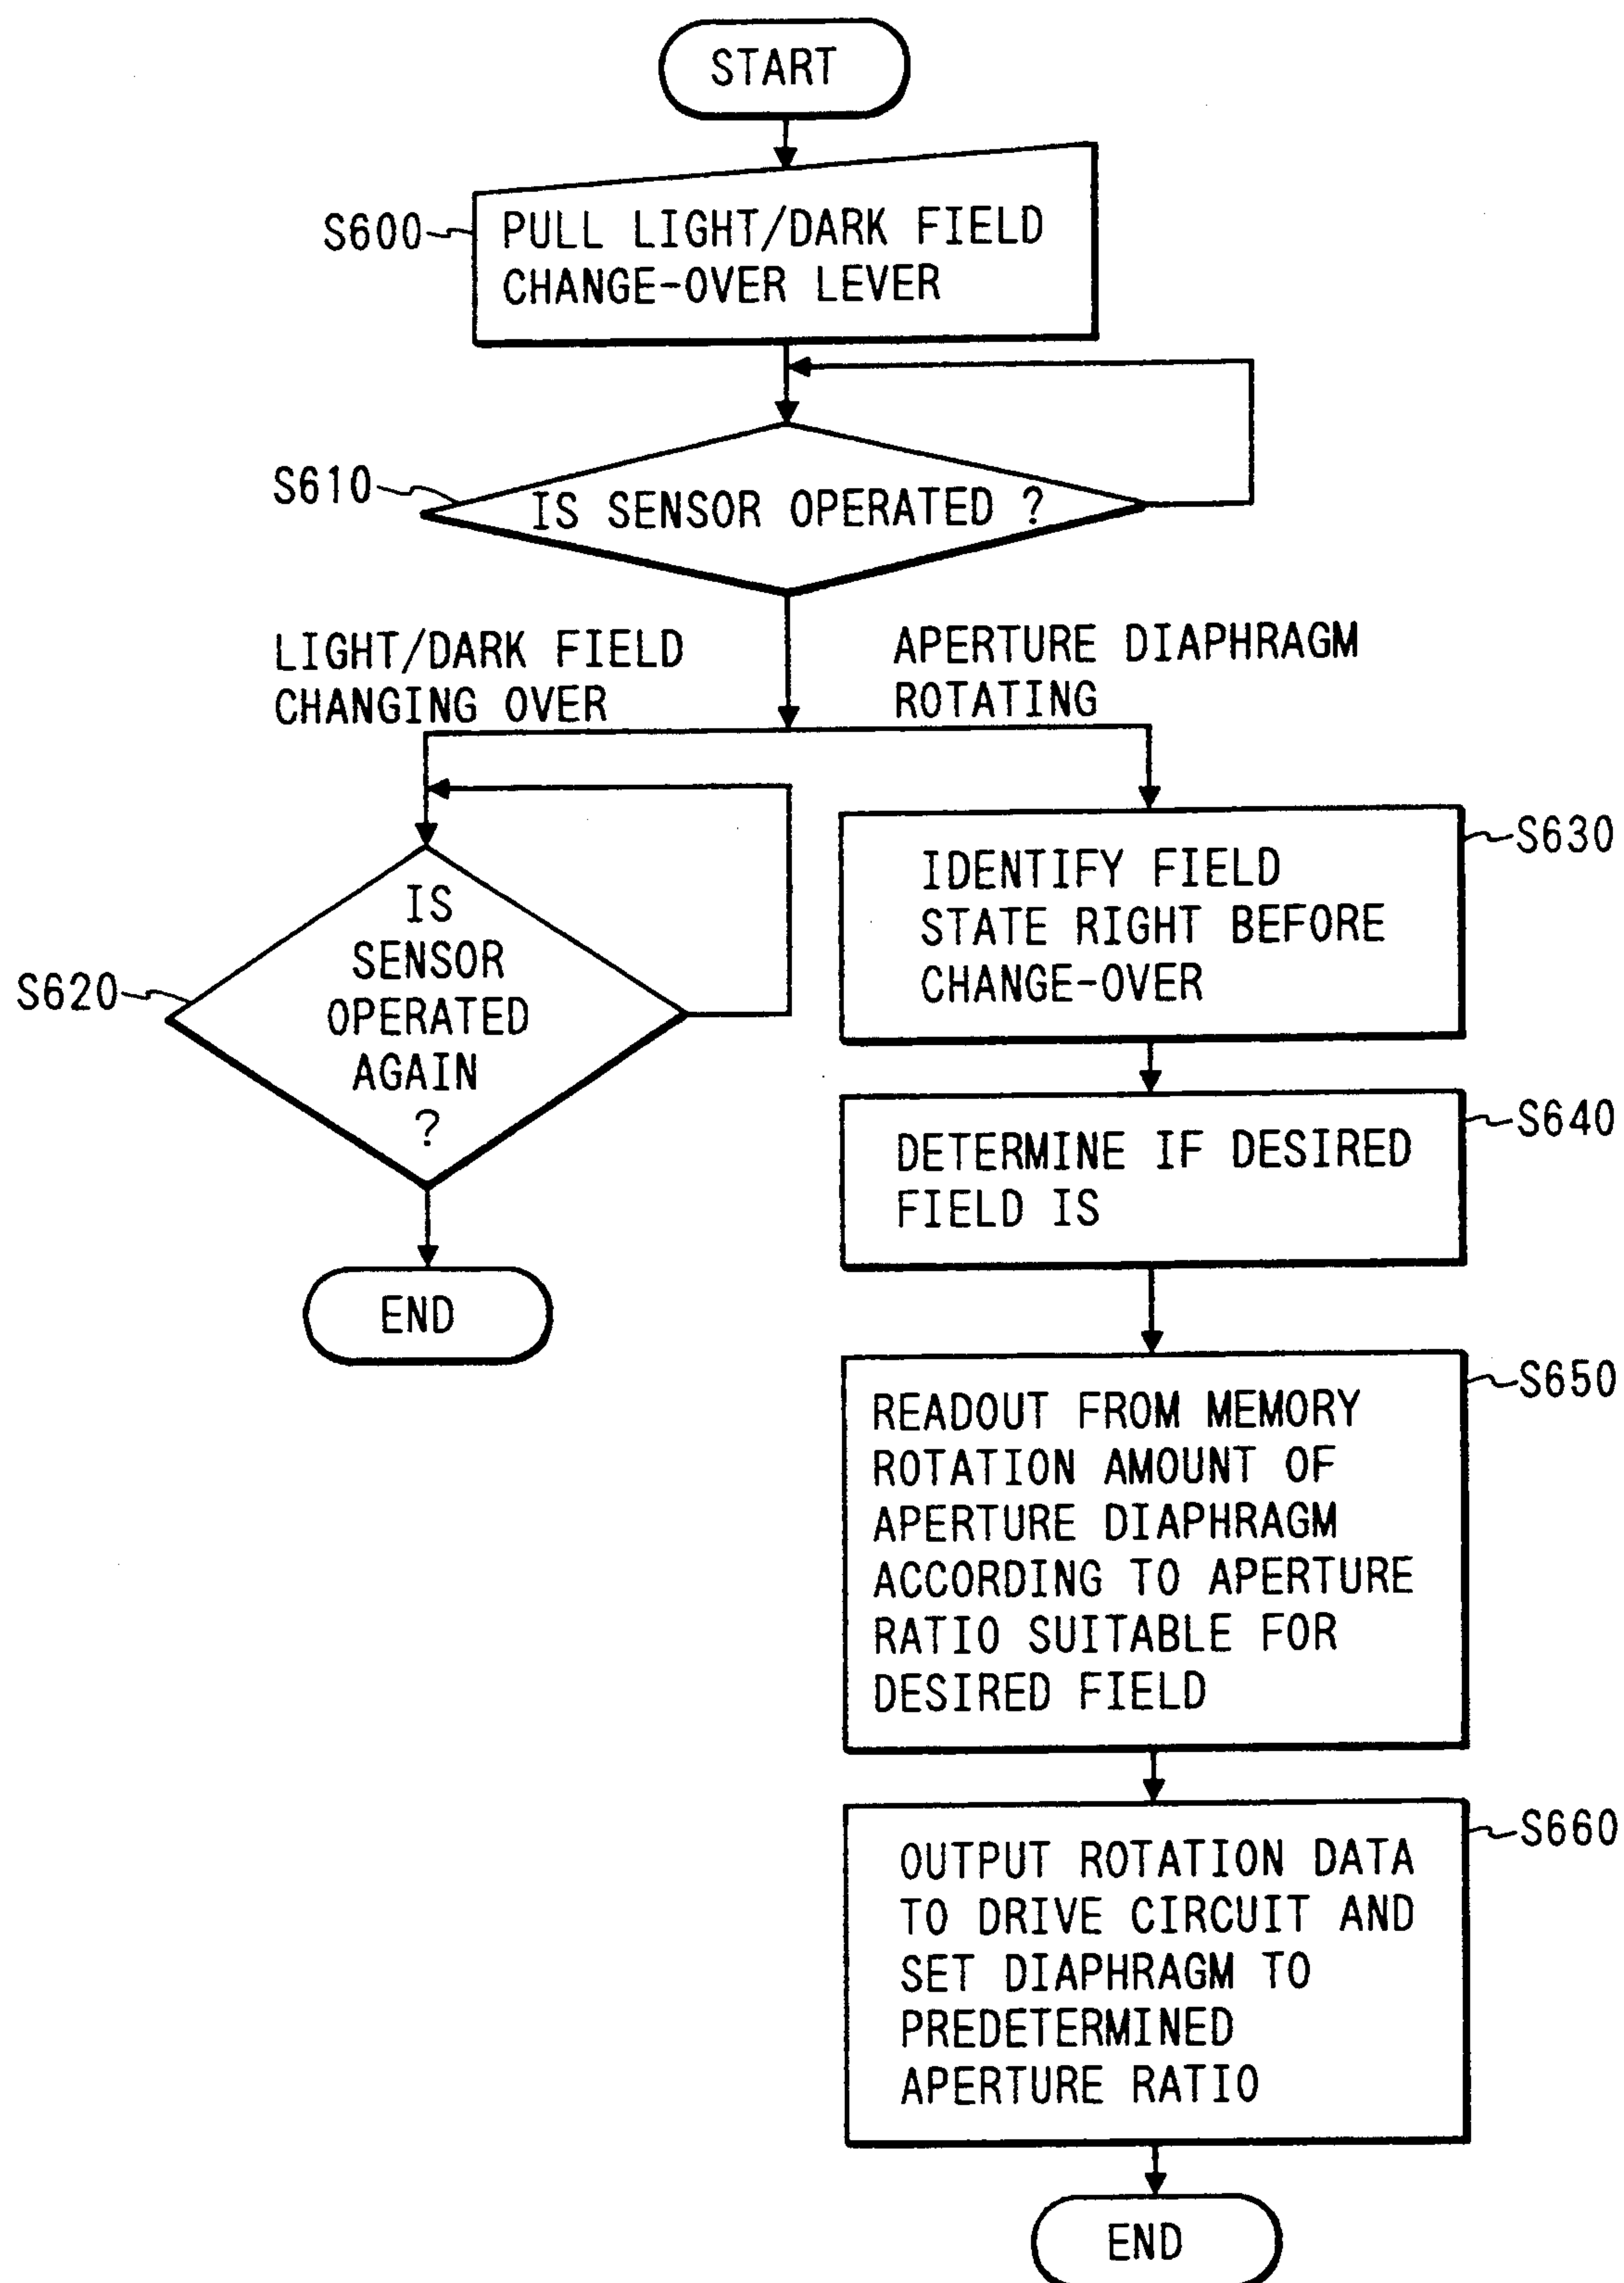 START
S600
PULL LIGHT/DARK FIELD
CHANGE-OVER LEVER
S610
IS SENSOR OPERATED ?
LIGHT/DARK FIELD
CHANGING OVER
APERTURE DIAPHRAGM
ROTATING
S620
IS
SENSOR
OPERATED
AGAIN
?
END
S630
IDENTIFY FIELD
STATE RIGHT BEFORE
CHANGE-OVER
S640
DETERMINE IF DESIRED
FIELD IS
S650
READOUT FROM MEMORY
ROTATION AMOUNT OF
APERTURE DIAPHRAGM
ACCORDING TO APERTURE
RATIO SUITABLE FOR
DESIRED FIELD
S660
OUTPUT ROTATION DATA
TO DRIVE CIRCUIT AND
SET DIAPHRAGM TO
PREDETERMINED
APERTURE RATIO
END